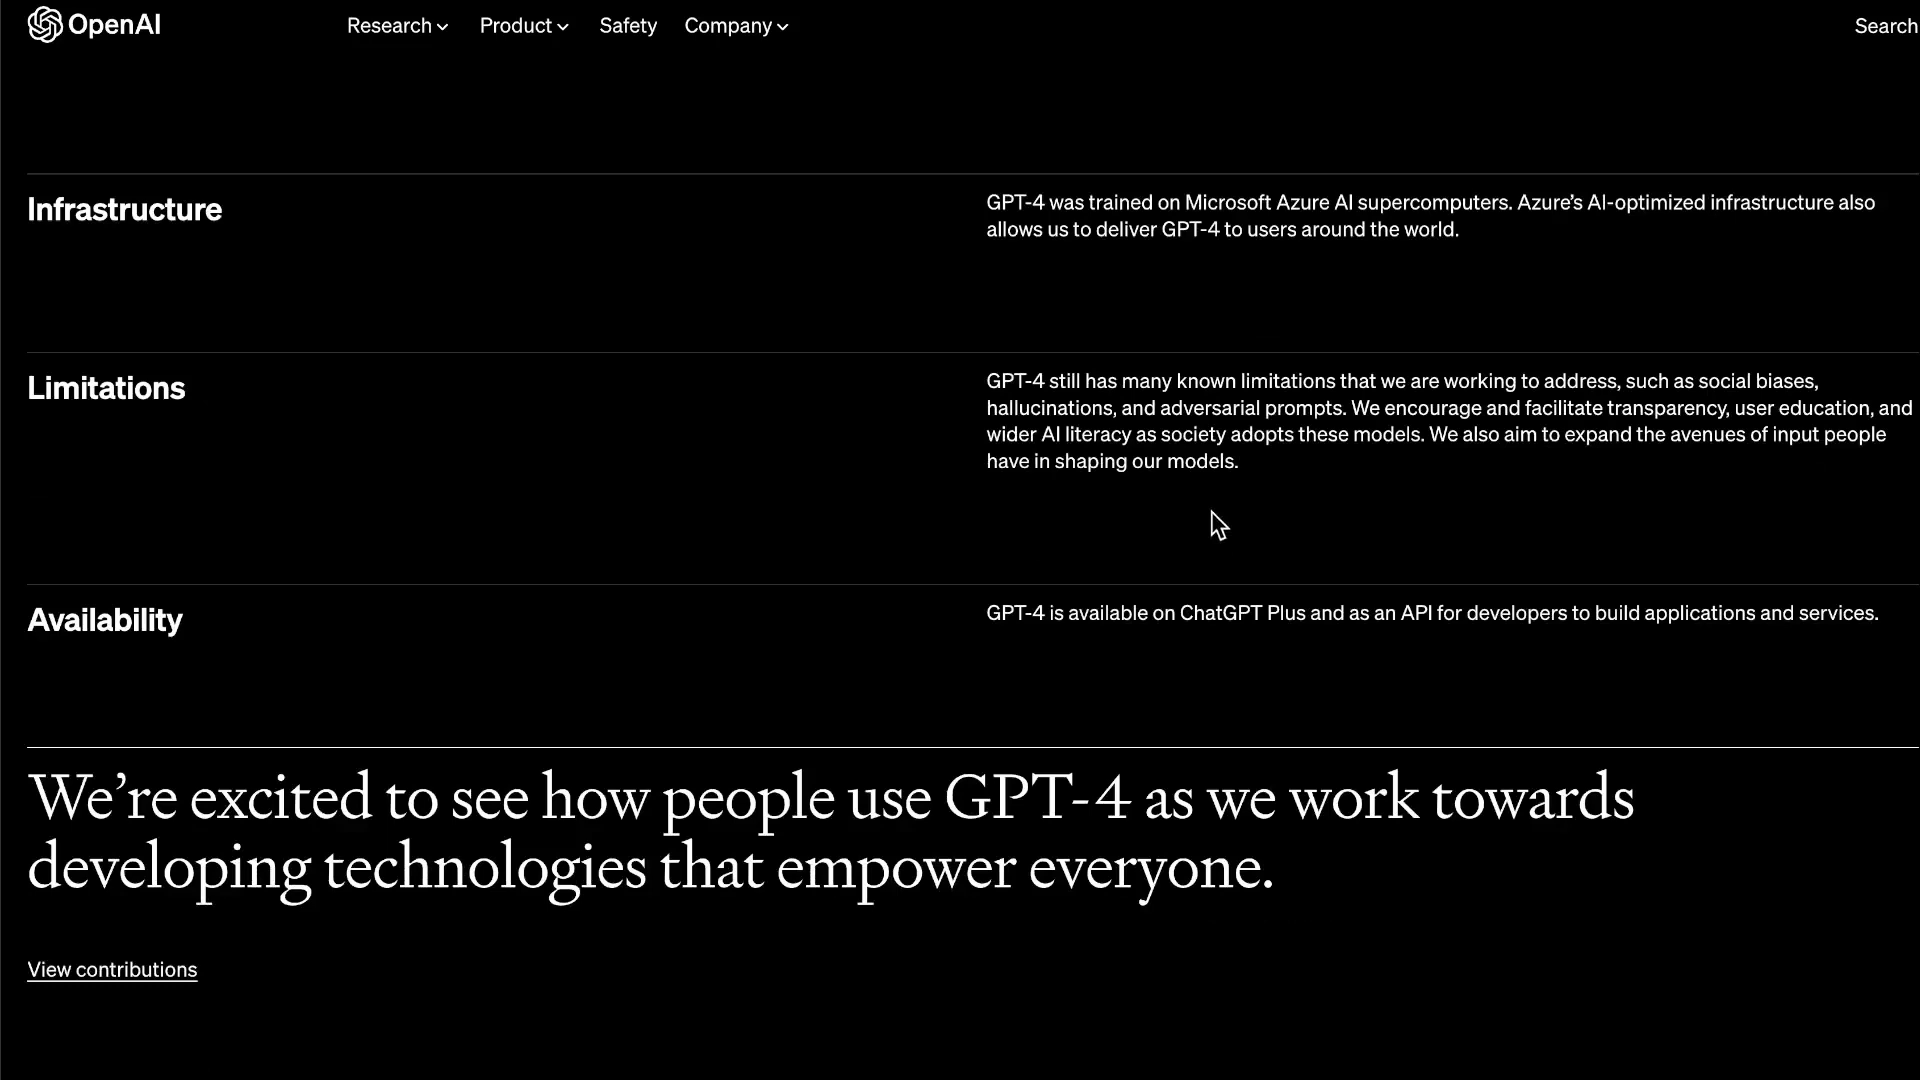 OpenAI
Research
Product
Safety
Company
Search
Infrastructure
GPT-4 was trained on Microsoft Azure AI supercomputers. Azure’s AI-optimized infrastructure also
allows us to deliver GPT-4 to users around the world.
Limitations
GPT-4 still has many known limitations that we are working to address, such as social biases,
hallucinations, and adversarial prompts. We encourage and facilitate transparency, user education, and
wider AI literacy as society adopts these models. We also aim to expand the avenues of input people
have in shaping our models.
Availability
GPT-4 is available on ChatGPT Plus and as an API for developers to build applications and services.
We’re excited to see how people use GPT-4 as we work towards
developing technologies that empower everyone.
View contributions